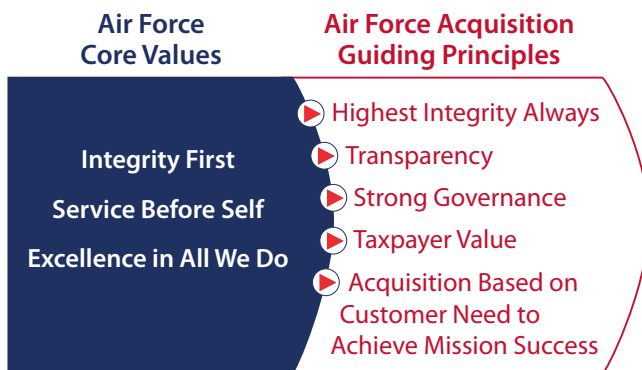 Air Force
Core Values
Integrity First
Service Before Self
Excellence in All We Do
Air Force Acquisition
Guiding Principles
Highest Integrity Always
Transparency
Strong Governance
Taxpayer Value
Acquisition Based on
Customer Need to
Achieve Mission Success